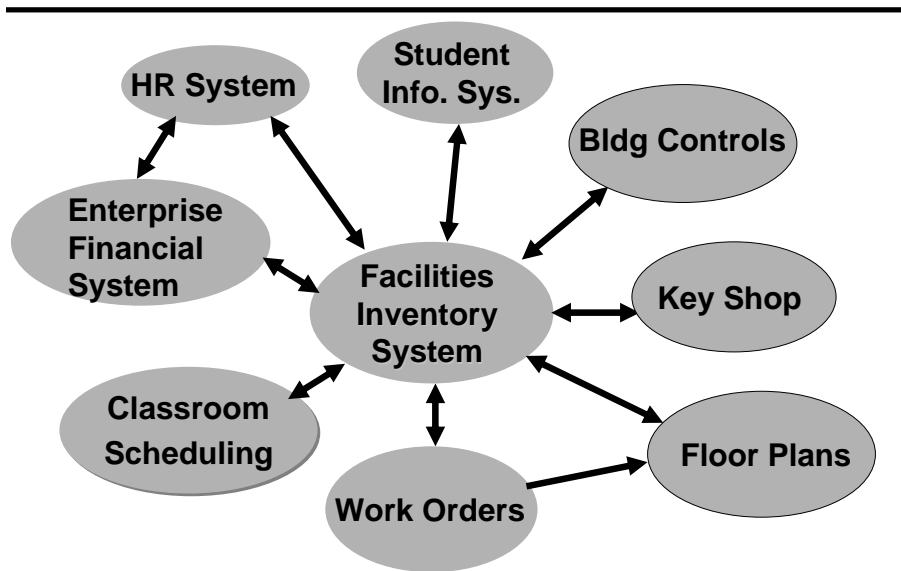 Student
Info. Sys.
HR System
Bldg Controls
Enterprise
Financial
System
Facilities
Inventory
System
Key Shop
Classroom
Scheduling
Floor Plans
Work Orders